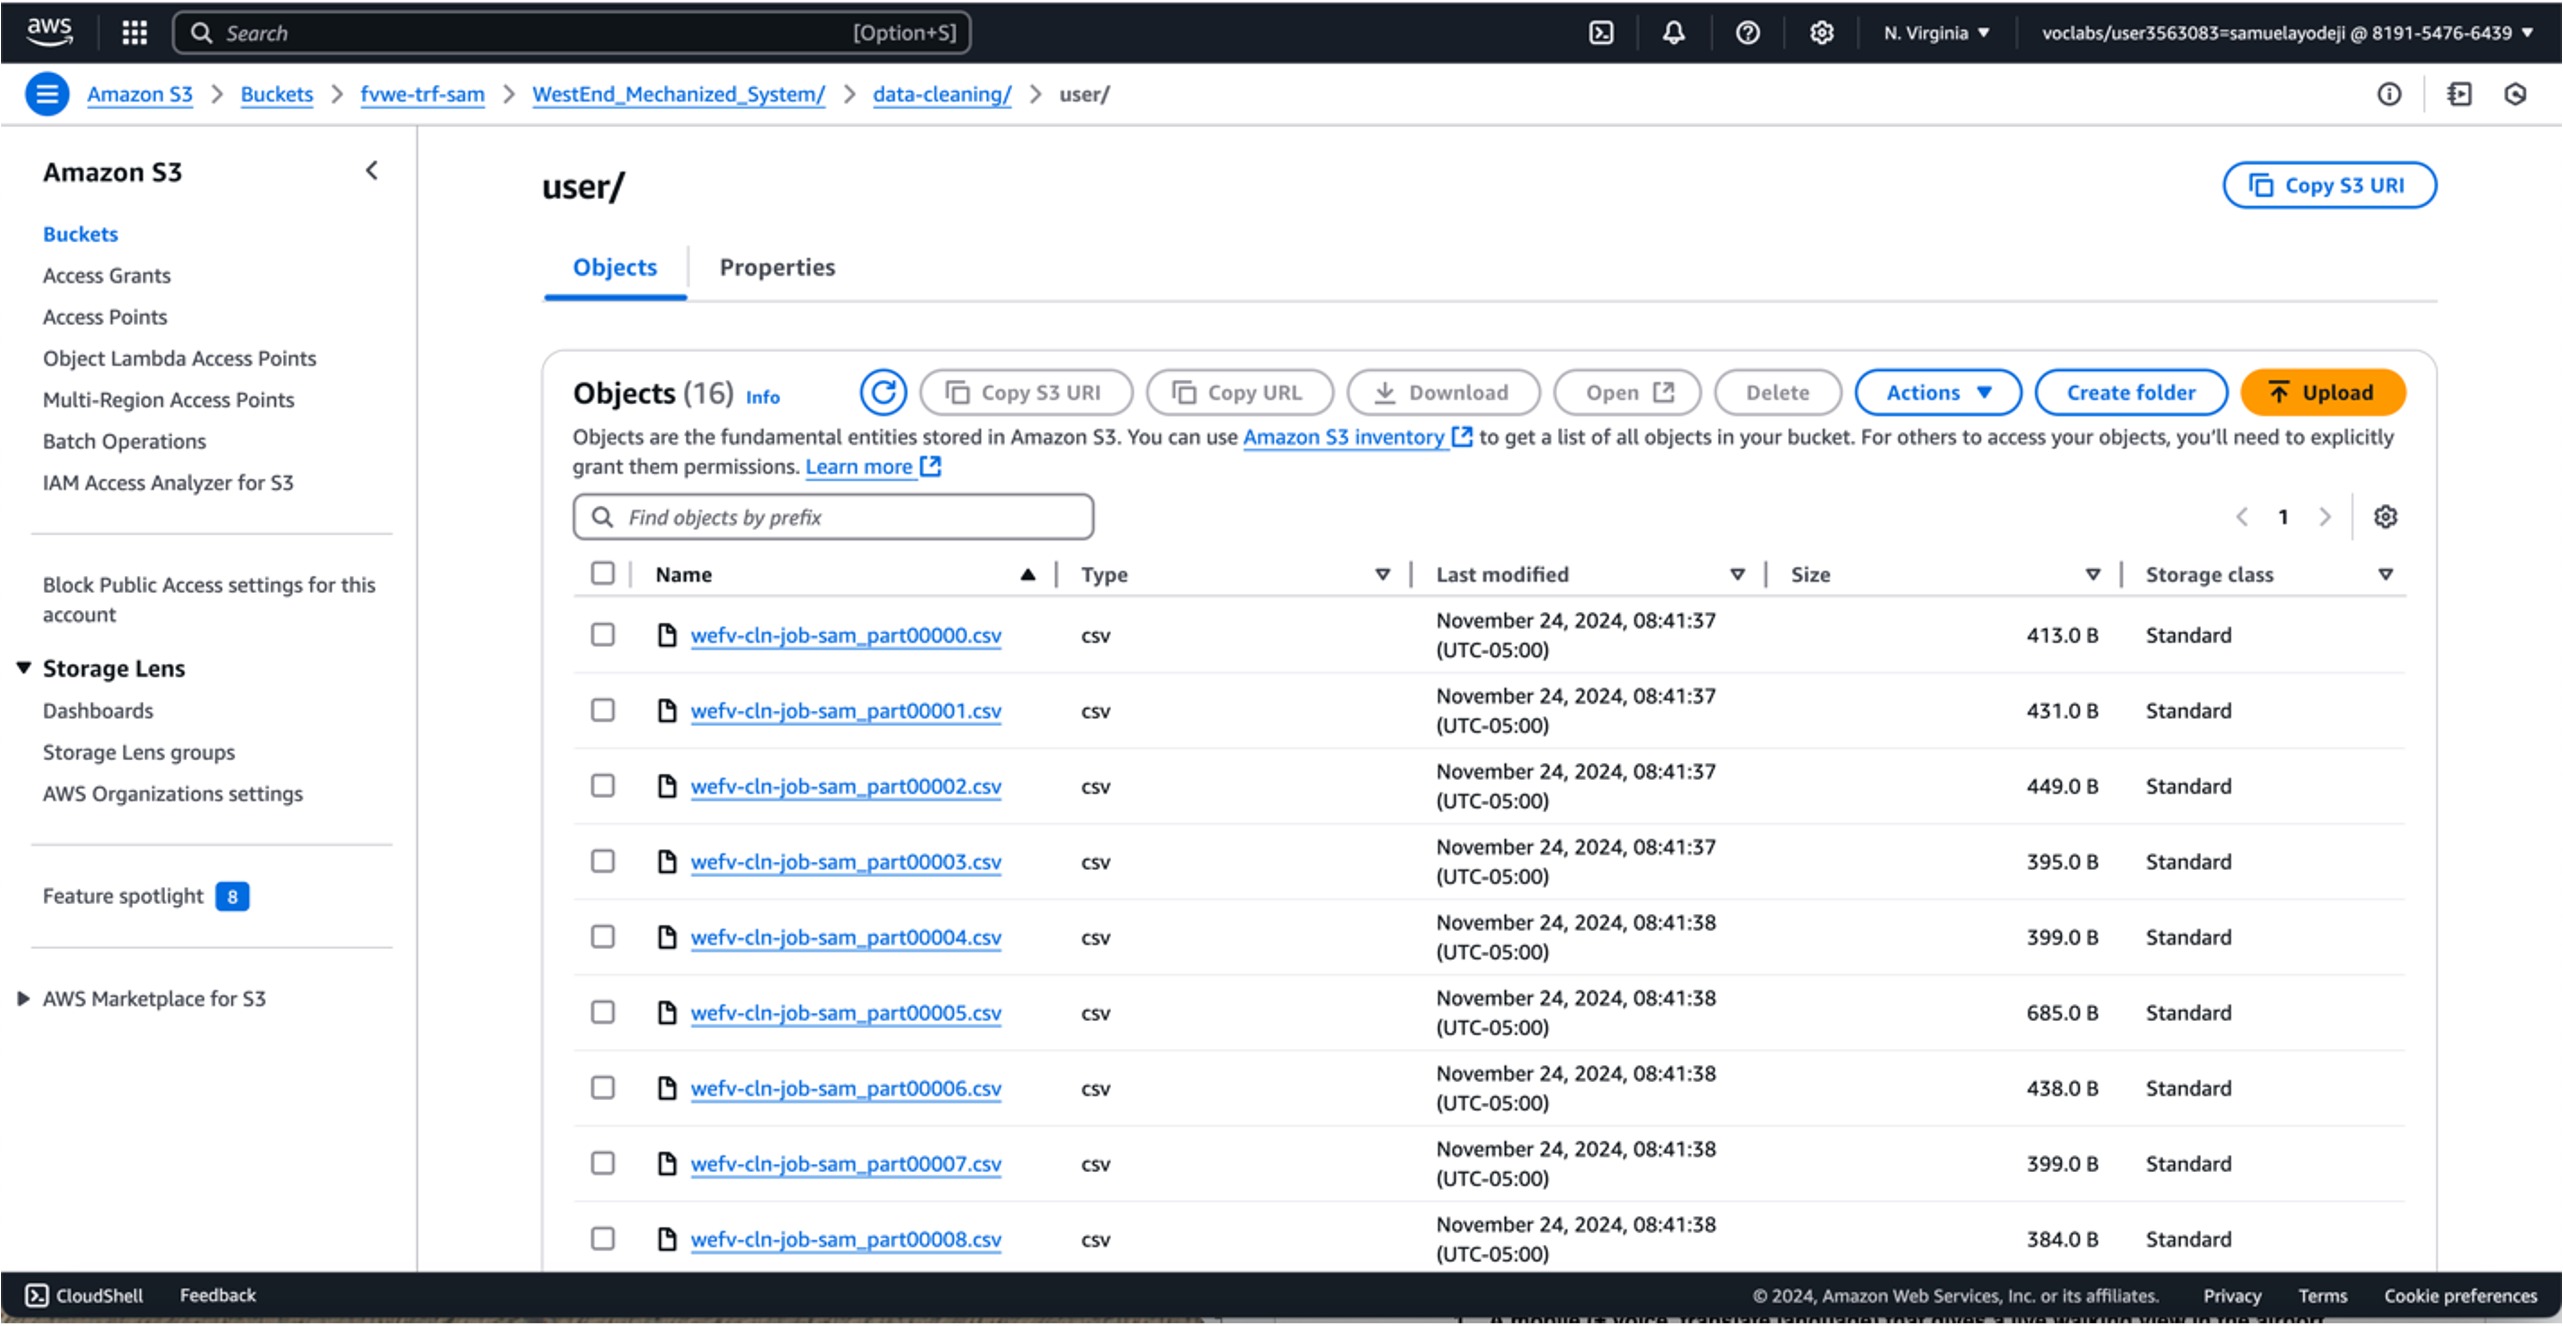 aws
Search [Option+S] N. Virginia ▼ voclabs/user3563083=samuelayodeji @ 8191-5476-6439 ▼
Amazon S3 > Buckets > fvwe-trf-sam > WestEnd_Mechanized_System/ > data-cleaning/ > user/
Amazon S3
Buckets
Access Grants
Access Points
Object Lambda Access Points
Multi-Region Access Points
Batch Operations
IAM Access Analyzer for S3
Block Public Access settings for this
account
Storage Lens
Dashboards
Storage Lens groups
AWS Organizations settings
Feature spotlight 8
AWS Marketplace for S3
user/
Copy S3 URI
Objects Properties
Objects (16) Info Copy S3 URI Copy URL Download Open Delete Actions Create folder Upload
Objects are the fundamental entities stored in Amazon S3. You can use Amazon S3 inventory to get a list of all objects in your bucket. For others to access your objects, you'll need to explicitly
grant them permissions. Learn more
Find objects by prefix
1
Name Type Last modified Size Storage class
wefv-cln-job-sam_part00000.csv csv November 24, 2024, 08:41:37 (UTC-05:00) 413.0 B Standard
wefv-cln-job-sam_part00001.csv csv November 24, 2024, 08:41:37 (UTC-05:00) 431.0 B Standard
wefv-cln-job-sam_part00002.csv csv November 24, 2024, 08:41:37 (UTC-05:00) 449.0 B Standard
wefv-cln-job-sam_part00003.csv csv November 24, 2024, 08:41:37 (UTC-05:00) 395.0 B Standard
wefv-cln-job-sam_part00004.csv csv November 24, 2024, 08:41:38 (UTC-05:00) 399.0 B Standard
wefv-cln-job-sam_part00005.csv csv November 24, 2024, 08:41:38 (UTC-05:00) 685.0 B Standard
wefv-cln-job-sam_part00006.csv csv November 24, 2024, 08:41:38 (UTC-05:00) 438.0 B Standard
wefv-cln-job-sam_part00007.csv csv November 24, 2024, 08:41:38 (UTC-05:00) 399.0 B Standard
wefv-cln-job-sam_part00008.csv csv November 24, 2024, 08:41:38 (UTC-05:00) 384.0 B Standard
CloudShell Feedback © 2024, Amazon Web Services, Inc. or its affiliates. Privacy Terms Cookie preferences